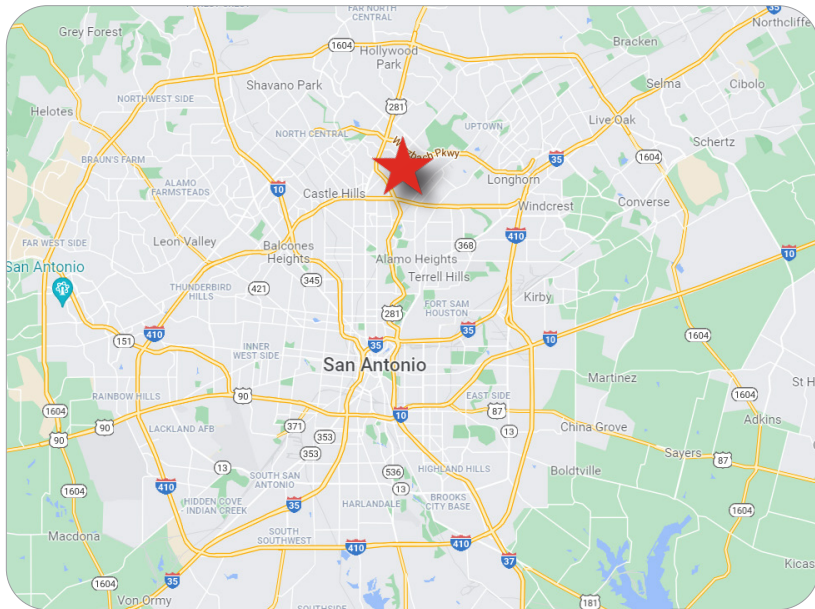 35
FAR NORTH
CENTRAL
Northcliffe
Grey Forest
1604
Hollywood
Park
Bracken
Shavano Park
Selma
Cibolo
NORTHWEST SIDE
281
Helotes
Live Oak
NORTH CENTRAL
UPTOWN
Schertz
Pkwy
BRAUN'S FARM
35
1604
ALAMO
FARMSTEADS
10
Castle Hills
Longhorn
Converse
Windcrest
FAR WEST SIDE
Leon Valley
Balcones
Heights
410
368
10
San Antonio
Alamo Heights
Terrell Hills
THUNDERBIRD
HILLS
421
345
FORT SAM
HOUSTON
Kirby
281
151
410
35
35
10
1604
INNER
WEST SIDE
San Antonio
Martinez
St H
RAINBOW HILLS
90
EAST SIDE
1604
1604
10
87
Adkins
90
90
LACKLAND AFB
371
353
13
China Grove
353
Sayers
87
13
536
HIGHLAND HILLS
Boldtville
SOUTH SAN
ANTONIO
410
13
1604
HIDDEN COVE
INDIAN CREEK
35
HARLANDALE
BROOKS
CITY BASE
1604
Macdona
SOUTH
SOUTHWEST
410
410
37
Kicas
35
1604
Von Ormy
SOUTHSIDE
181